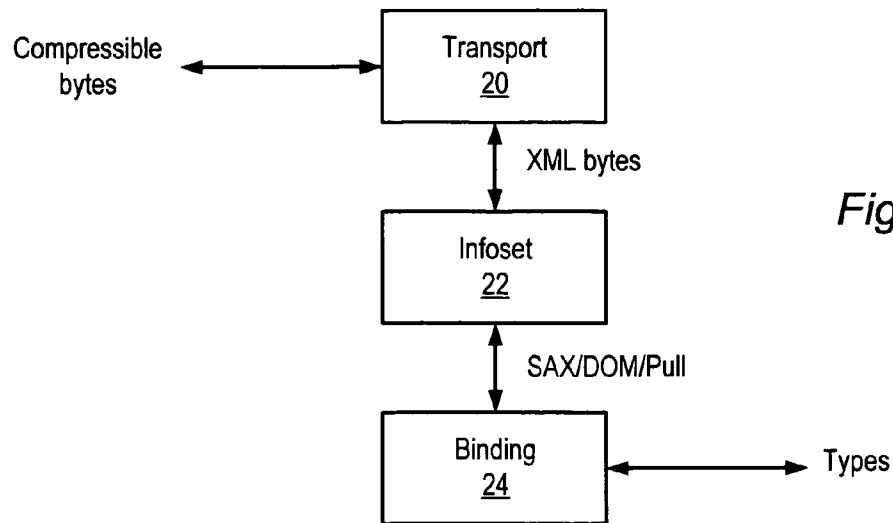 Compressible
bytes
Transport
20
XML bytes
Fig
Infoset
22
SAX/DOM/Pull
Binding
24
Types